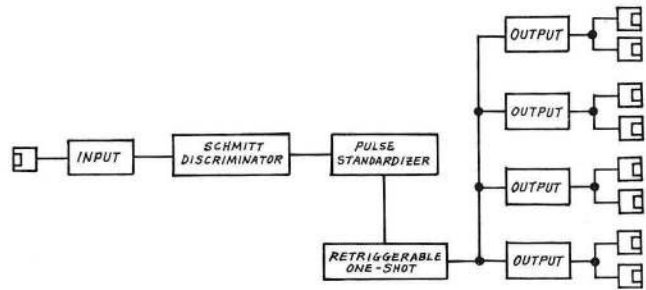 OUTPUT
OUTPUT
INPUT
SCHMITT
DISCRIMINATOR
PULSE
STANDARDIZER
OUTPUT
RETRIGGERABLE
ONE-SHOT
OUTPUT